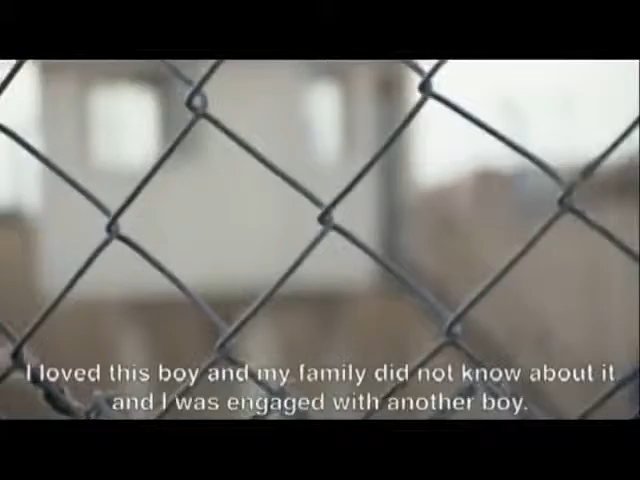 I loved this boy and my family did not know about it
and I was engaged with another boy.